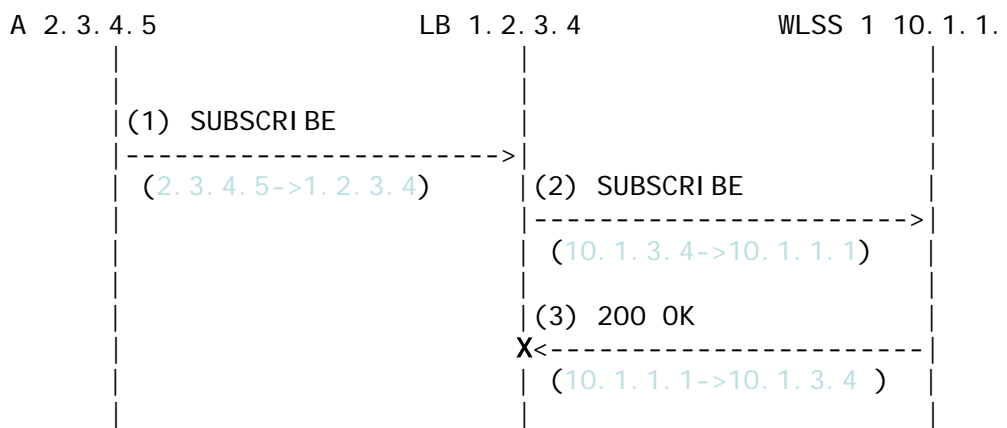 A 2.3.4.5 LB 1.2.3.4 WLSS 1 10.1.1.
(1) SUBSCRIBE
----------------------->
(2.3.4.5->1.2.3.4) (2) SUBSCRIBE
----------------------->
(10.1.3.4->10.1.1.1)
(3) 200 OK
X<-----------------------
(10.1.1.1->10.1.3.4 )